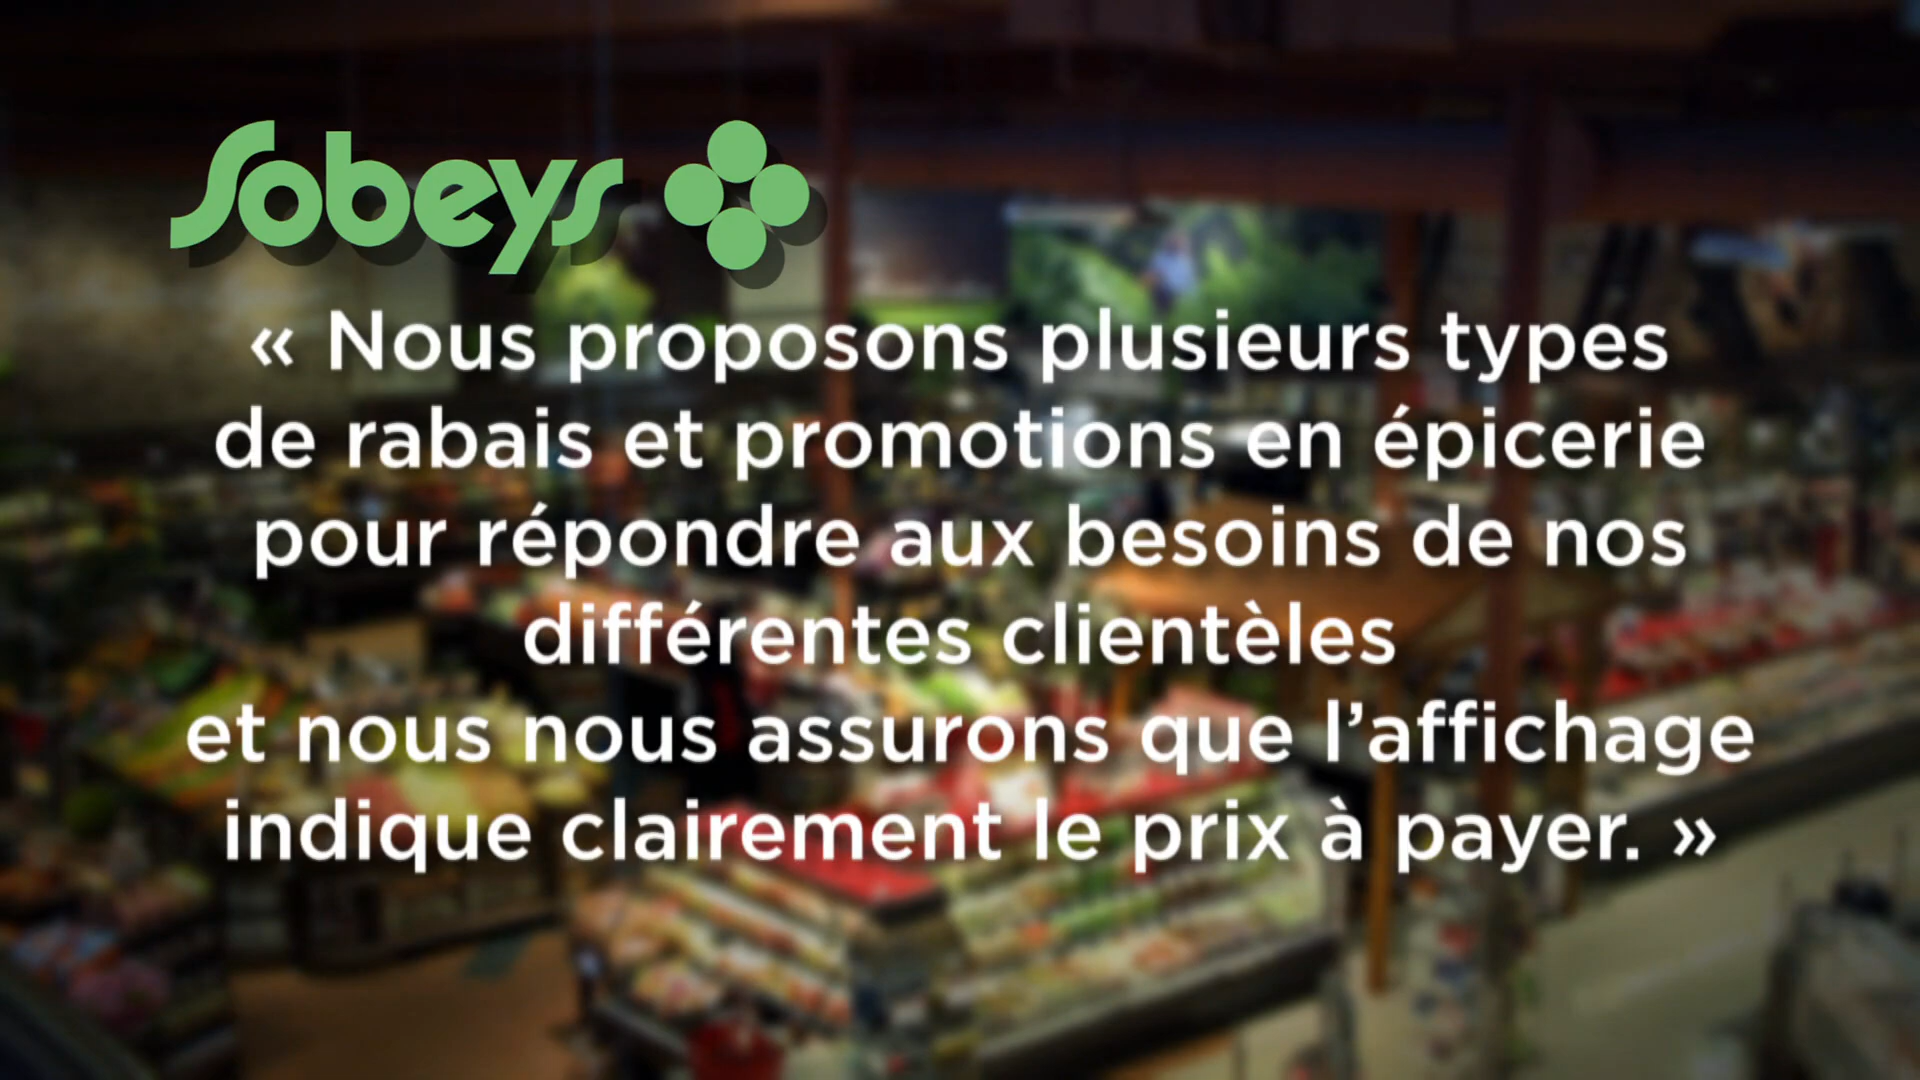 Sobeys
« Nous proposons plusieurs types
de rabais et promotions en épicerie
pour répondre aux besoins de nos
différentes clientèles
et nous nous assurons que l’affichage
indique clairement le prix à payer. »